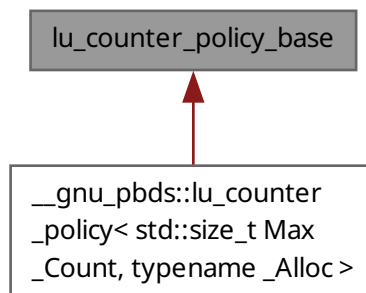 lu_counter_policy_base
__gnu_pbds::lu_counter
_policy< std::size_t Max
_Count, typename _Alloc >